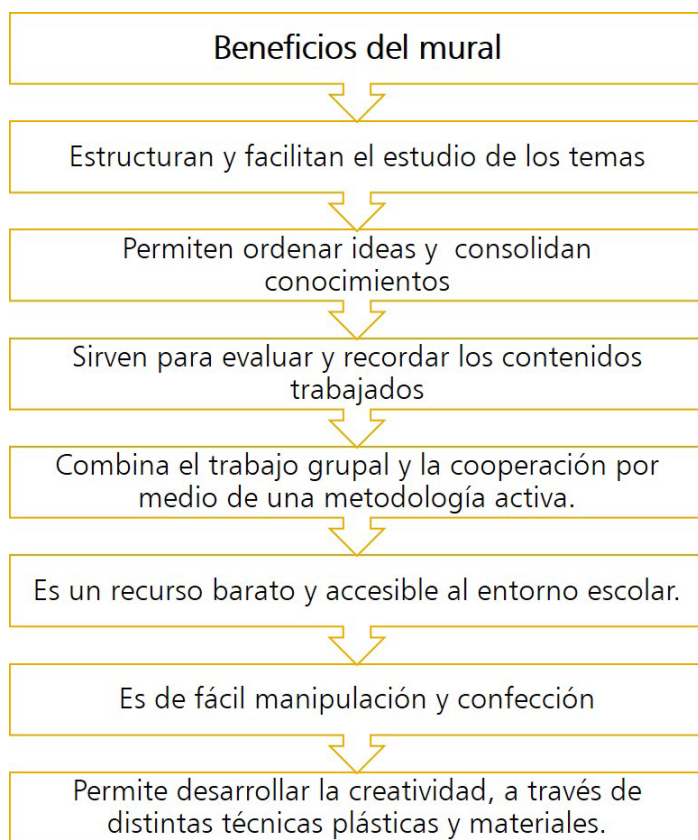 Beneficios del mural
Estructuran y facilitan el estudio de los temas
Permiten ordenar ideas y consolidan
conocimientos
Sirven para evaluar y recordar los contenidos
trabajados
Combina el trabajo grupal y la cooperación por
medio de una metodología activa.
Es un recurso barato y accesible al entorno escolar.
Es de fácil manipulación y confección
Permite desarrollar la creatividad, a través de
distintas técnicas plásticas y materiales.